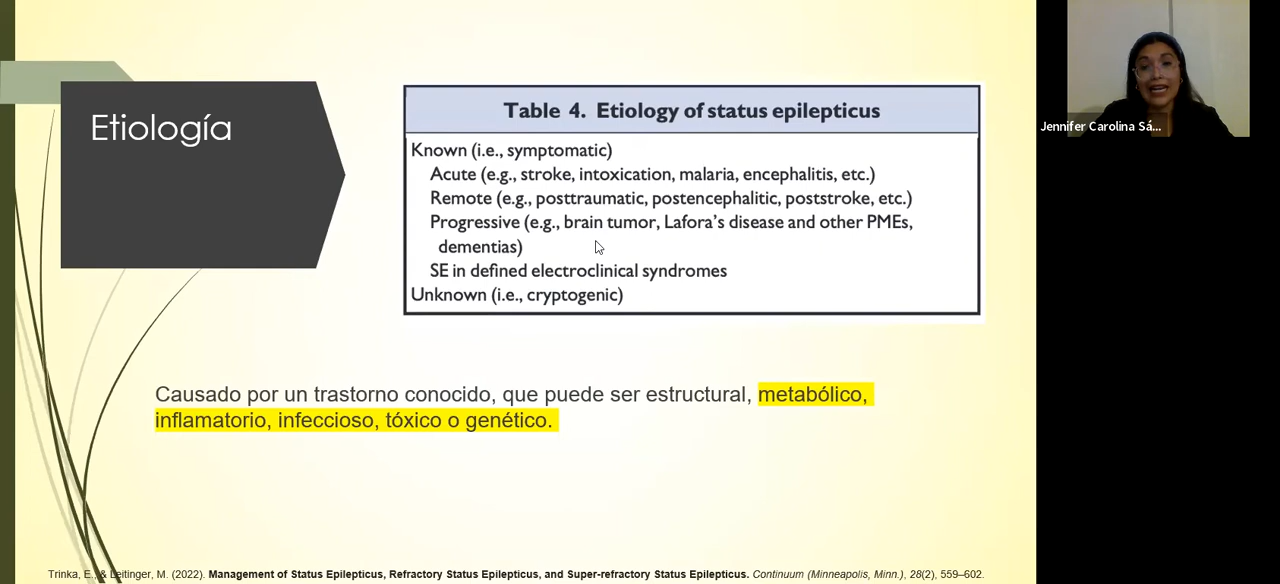 Etiología
Table 4. Etiology of status epilepticus
Known (i.e., symptomatic)
Acute (e.g., stroke, intoxication, malaria, encephalitis, etc.)
Remote (e.g., posttraumatic, postencephalitic, poststroke, etc.)
Progressive (e.g., brain tumor, Lafora's disease and other PMEs,
dementias)
SE in defined electroclinical syndromes
Unknown (i.e., cryptogenic)
Causado por un trastorno conocido, que puede ser estructural, metabólico,
inflamatorio, infeccioso, tóxico o genético.
Trinka, E., & Leitinger, M. (2022). Management of Status Epilepticus, Refractory Status Epilepticus, and Super-refractory Status Epilepticus. Continuum (Minneapolis, Minn.), 28(2), 559–602.
Jennifer Carolina Sá...